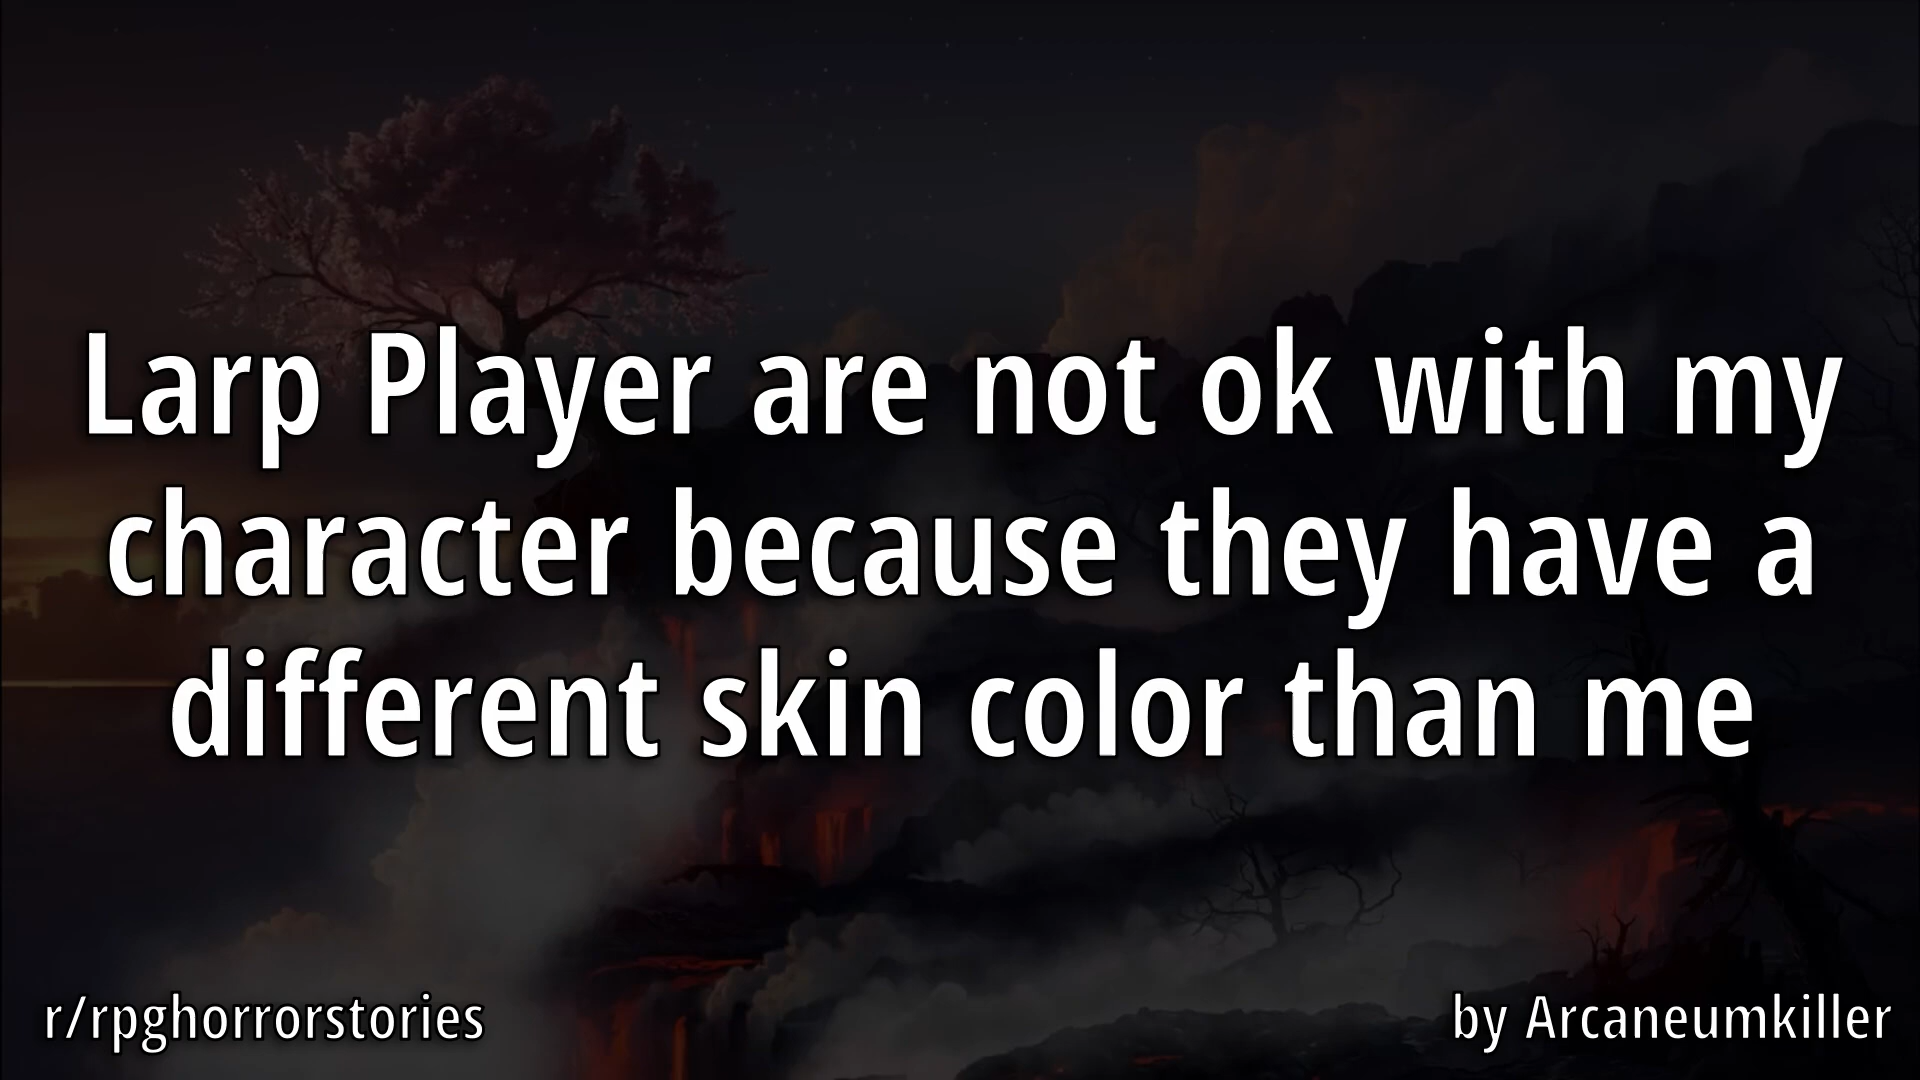 Larp Player are not ok with my
character because they have a
different skin color than me
r/rpghorrorstories
by Arcaneumkiller